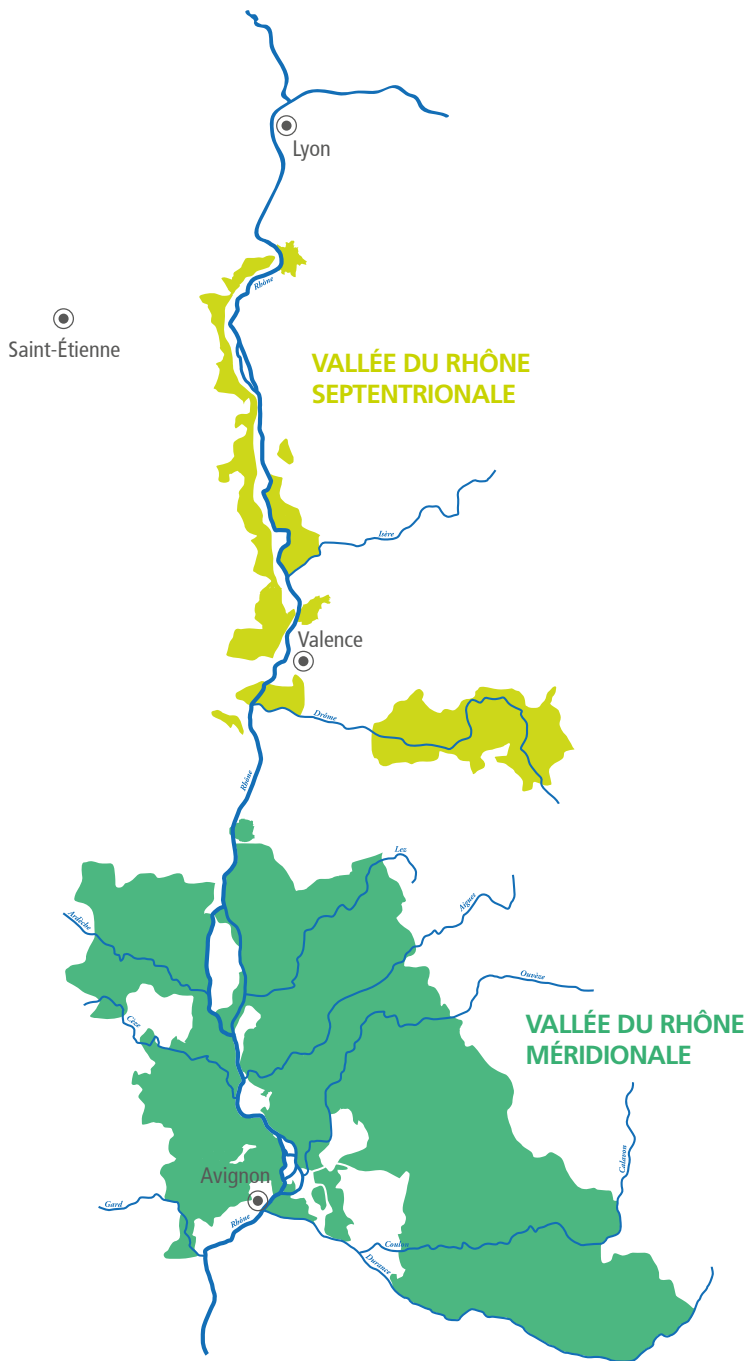 Lyon
Rhône
Saint-Étienne
VALLÉE DU RHÔNE
SEPTENTRIONALE
Isère
Valence
Drôme
Rhône
Lez
Aigues
Ardèche
Ouvèze
Cèze
VALLÉE DU RHÔNE
MÉRIDIONALE
Calavon
Avignon
Gard
Rhône
Coulon
Durance